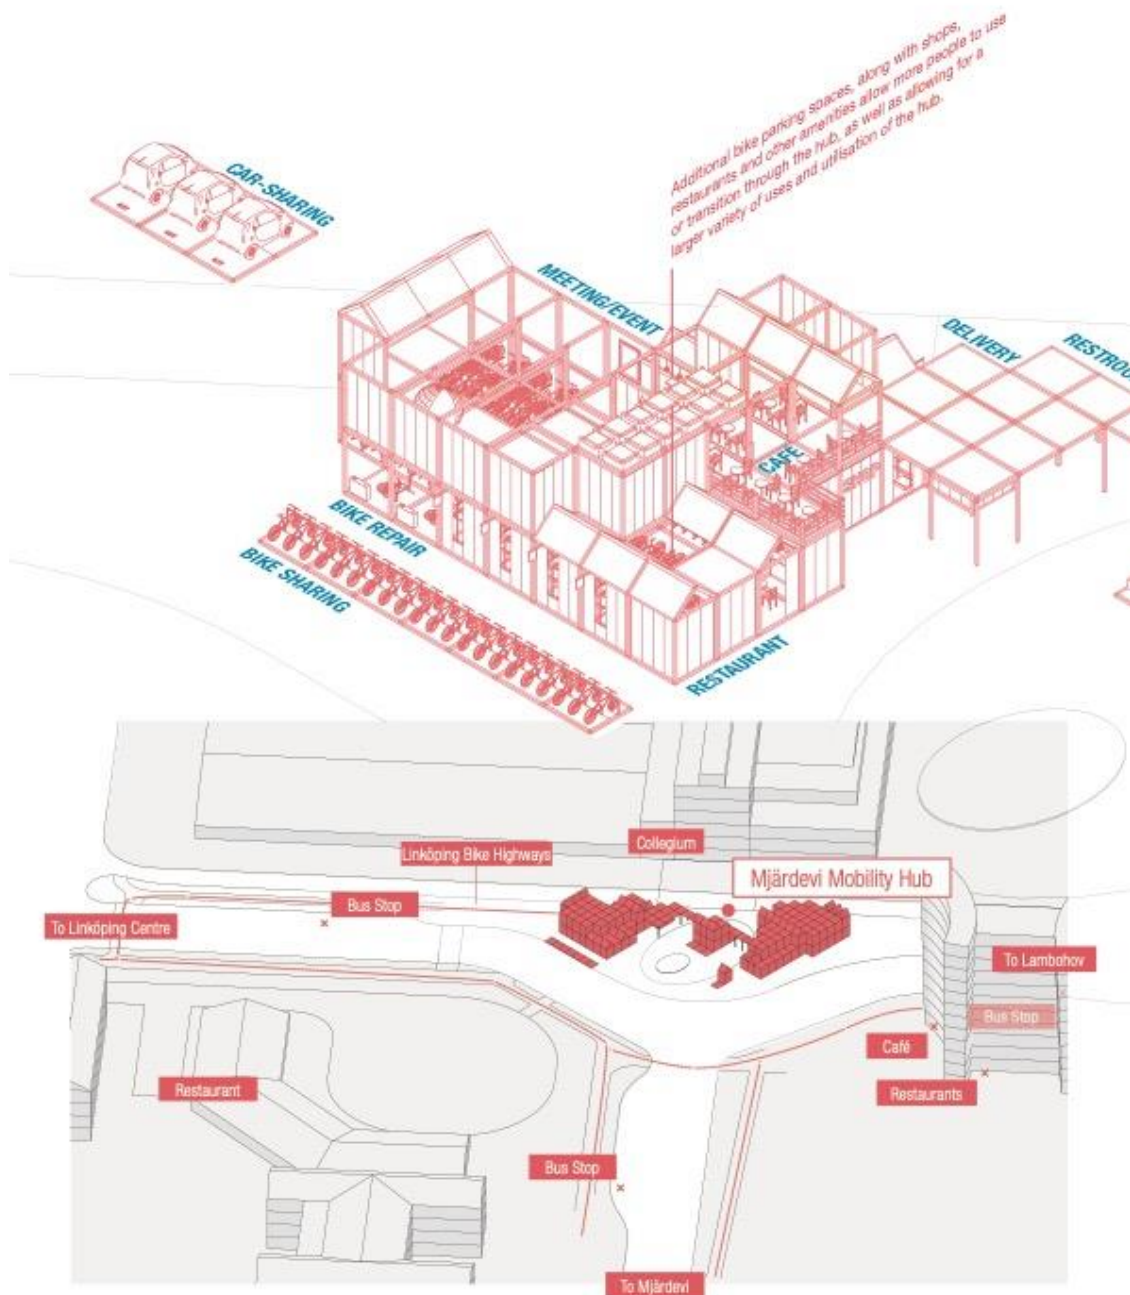 Additional bike parking spaces, along with shops,
restaurants and other amenities allow more people to use
or transition through the hub, as well as allowing for a
larger variety of uses and utilisation of the hub.
CAR-SHARING
MEETING/EVENT
DELIVERY
RESTROO
CAFÉ
SHOP
BIKE REPAIR
BIKE SHARING
RESTAURANT
Collegium
Linköping Bike Highways
Mjärdevi Mobility Hub
Bus Stop
To Linköping Centre
To Lambohov
Bus Stop
Café
Restaurant
Restaurants
Bus Stop
To Mjärdevi